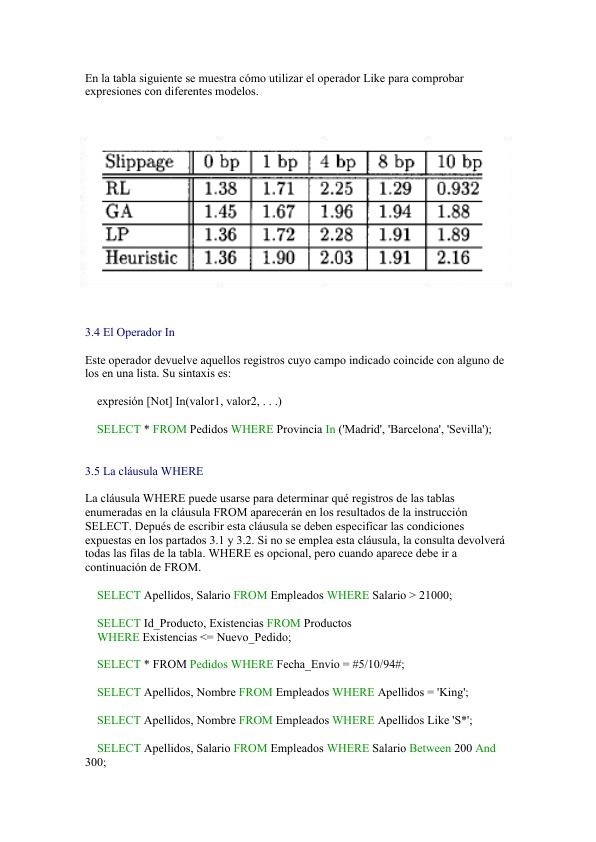 En la tabla siguiente se muestra cómo utilizar el operador Like para comprobar
expresiones con diferentes modelos.
Slippage 0 bp 1 bp 4 bp 8 bp 10 bp
RL 1.38 1.71 2.25 1.29 0.932
GA 1.45 1.67 1.96 1.94 1.88
LP 1.36 1.72 2.28 1.91 1.89
Heuristic 1.36 1.90 2.03 1.91 2.16
3.4 El Operador In
Este operador devuelve aquellos registros cuyo campo indicado coincide con alguno de
los en una lista. Su sintaxis es:
expresión [Not] In(valor1, valor2, . . .)
SELECT * FROM Pedidos WHERE Provincia In ('Madrid', 'Barcelona', 'Sevilla');
3.5 La cláusula WHERE
La cláusula WHERE puede usarse para determinar qué registros de las tablas
enumeradas en la cláusula FROM aparecerán en los resultados de la instrucción
SELECT. Depués de escribir esta cláusula se deben especificar las condiciones
expuestas en los partados 3.1 y 3.2. Si no se emplea esta cláusula, la consulta devolverá
todas las filas de la tabla. WHERE es opcional, pero cuando aparece debe ir a
continuación de FROM.
SELECT Apellidos, Salario FROM Empleados WHERE Salario > 21000;
SELECT Id_Producto, Existencias FROM Productos
WHERE Existencias <= Nuevo_Pedido;
SELECT * FROM Pedidos WHERE Fecha_Envio = #5/10/94#;
SELECT Apellidos, Nombre FROM Empleados WHERE Apellidos = 'King';
SELECT Apellidos, Nombre FROM Empleados WHERE Apellidos Like 'S*';
SELECT Apellidos, Salario FROM Empleados WHERE Salario Between 200 And
300;